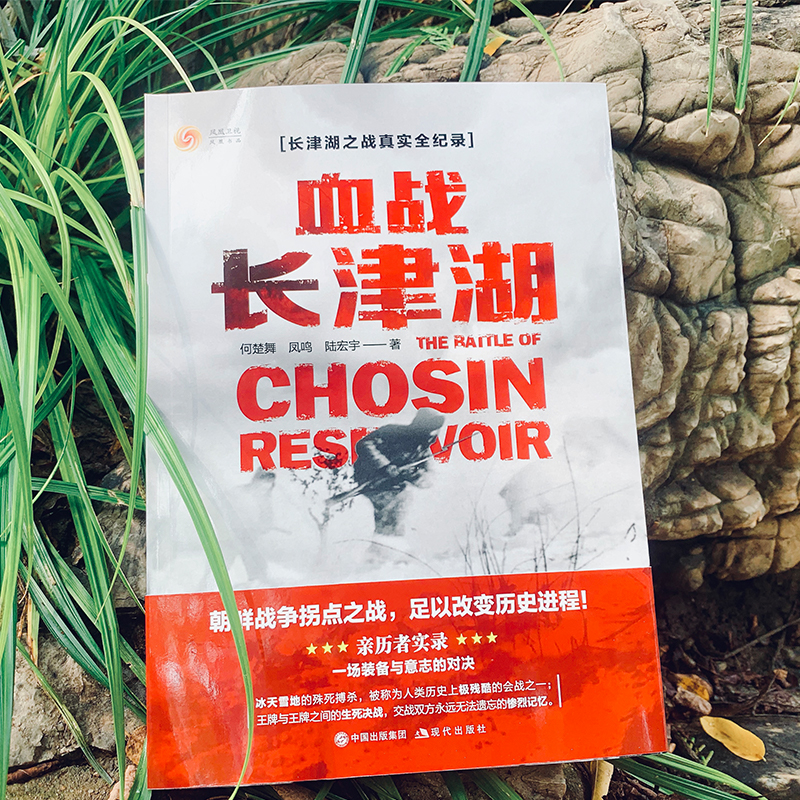 凤凰联动
[长津湖之战真实全纪录]
血战
长津湖
何楚舞 凤鸣 陆宏宇——著
THE BATTLE OF
CHOSIN
RESERVOIR
朝鲜战争拐点之战，足以改变历史进程！
★★★ 亲历者实录 ★★★
一场装备与意志的对决
冰天雪地的殊死搏杀，被称为人类历史上极残酷的会战之一；
王牌与王牌之间的生死决战，交战双方永远无法遗忘的惨烈记忆。
中国出版集团 现代出版社